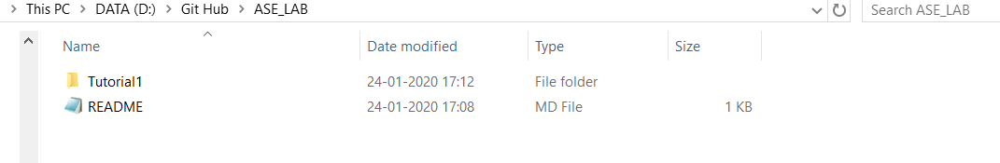 This PC > DATA (D:) > Git Hub > ASE_LAB Search ASE_LAB
Name Date modified Type Size
Tutorial1 24-01-2020 17:12 File folder
README 24-01-2020 17:08 MD File 1 KB